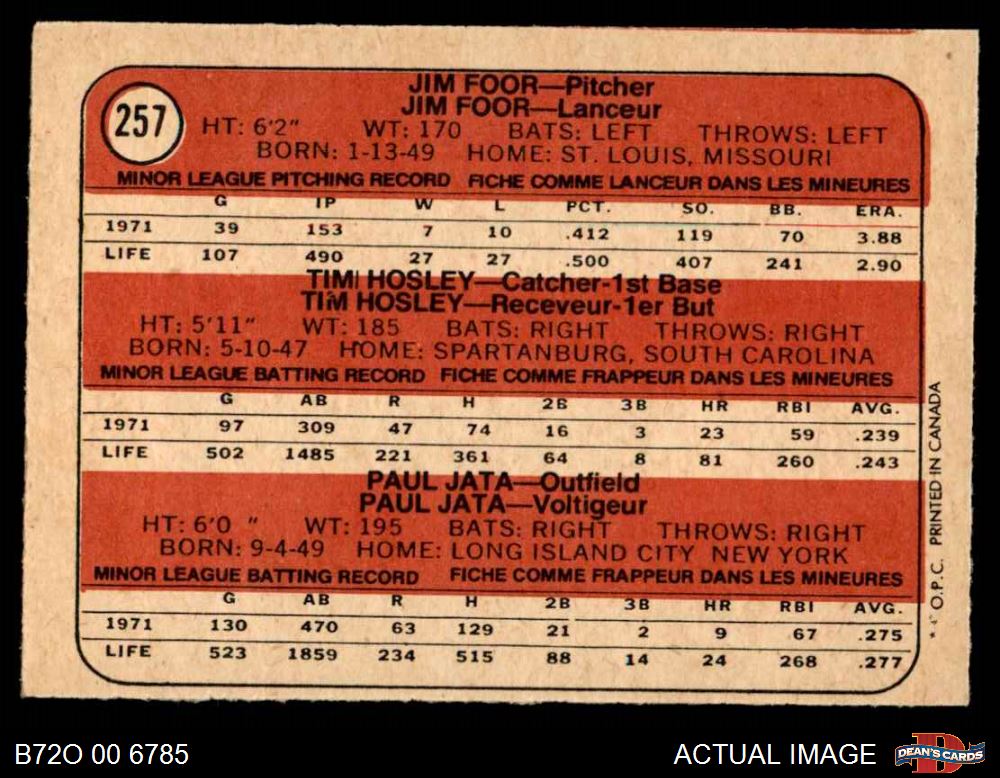 257
JIM FOOR—Pitcher
JIM FOOR—Lanceur
HT: 6'2" WT: 170 BATS: LEFT THROWS: LEFT
BORN: 1-13-49 HOME: ST. LOUIS, MISSOURI
MINOR LEAGUE PITCHING RECORD FICHE COMME LANCEUR DANS LES MINEURES
G IP W L PCT. SO. BB. ERA.
1971 39 153 7 10 .412 119 70 3.88
LIFE 107 490 27 27 .500 407 241 2.90
TIM HOSLEY—Catcher-1st Base
TIM HOSLEY—Receveur-1er But
HT: 5'11" WT: 185 BATS: RIGHT THROWS: RIGHT
BORN: 5-10-47 HOME: SPARTANBURG, SOUTH CAROLINA
MINOR LEAGUE BATTING RECORD FICHE COMME FRAPPEUR DANS LES MINEURES
G AB R H 2B 3B HR RBI AVG.
1971 97 309 47 74 16 3 23 59 .239
LIFE 502 1485 221 361 64 8 81 260 .243
PAUL JATA—Outfield
PAUL JATA—Voltigeur
HT: 6'0 " WT: 195 BATS: RIGHT THROWS: RIGHT
BORN: 9-4-49 HOME: LONG ISLAND CITY NEW YORK
MINOR LEAGUE BATTING RECORD FICHE COMME FRAPPEUR DANS LES MINEURES
G AB R H 2B 3B HR RBI AVG.
1971 130 470 63 129 21 2 9 67 .275
LIFE 523 1859 234 515 88 14 24 268 .277
O.P.C. PRINTED IN CANADA
B72O 00 6785
ACTUAL IMAGE
DEAN'S CARDS